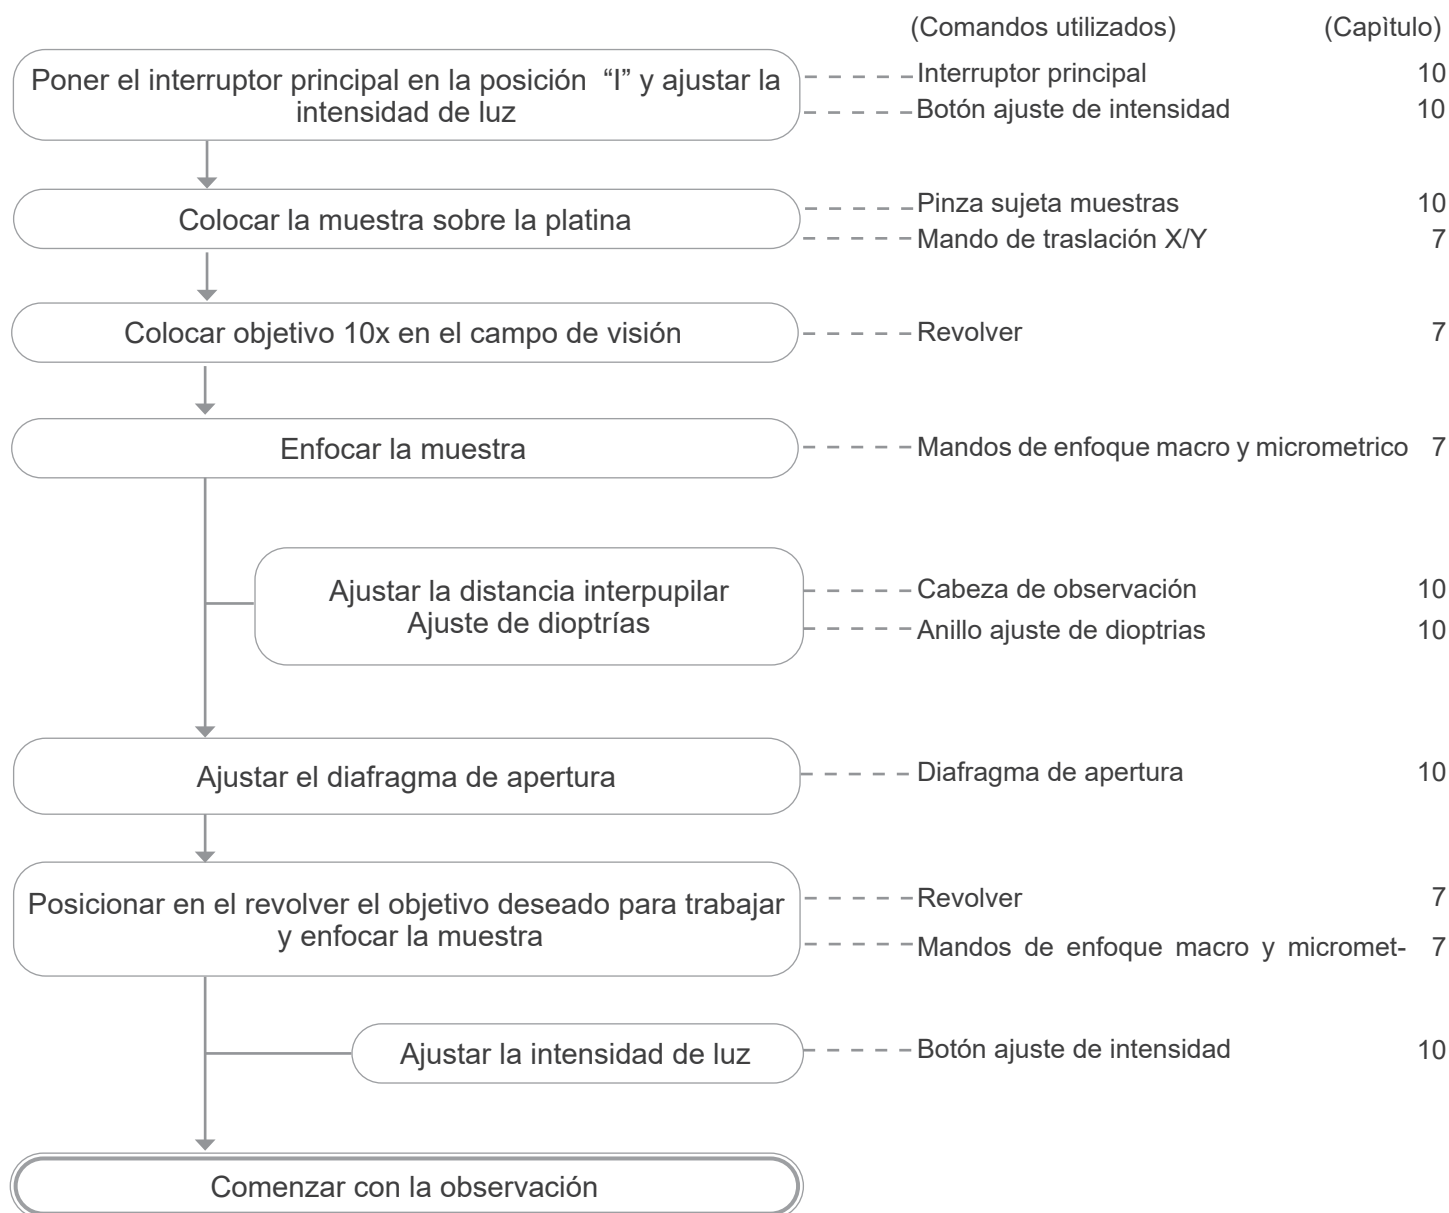 (Comandos utilizados) (Capìtulo)
Poner el interruptor principal en la posición “I” y ajustar la
intensidad de luz
Interruptor principal 10
Botón ajuste de intensidad 10
Colocar la muestra sobre la platina
Pinza sujeta muestras 10
Mando de traslación X/Y 7
Colocar objetivo 10x en el campo de visión
Revolver 7
Enfocar la muestra
Mandos de enfoque macro y micrometrico 7
Ajustar la distancia interpupilar
Ajuste de dioptrías
Cabeza de observación 10
Anillo ajuste de dioptrias 10
Ajustar el diafragma de apertura
Diafragma de apertura 10
Posicionar en el revolver el objetivo deseado para trabajar
y enfocar la muestra
Revolver 7
Mandos de enfoque macro y micromet- 7
Ajustar la intensidad de luz
Botón ajuste de intensidad 10
Comenzar con la observación